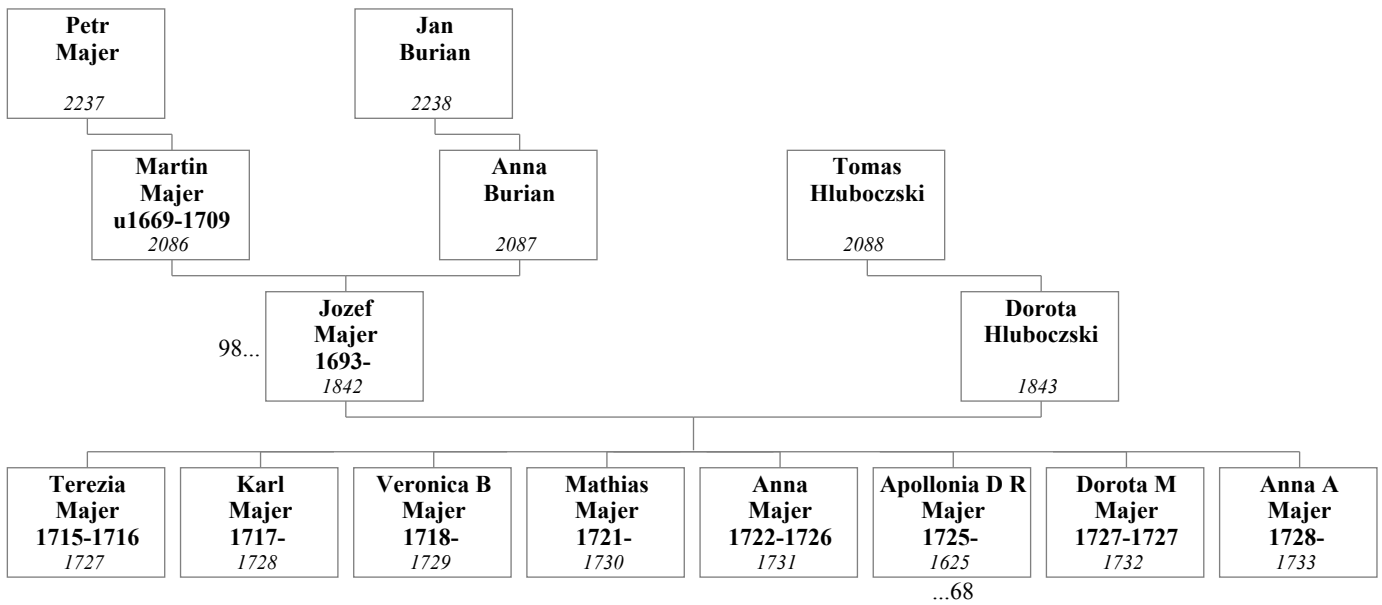 Petr
Majer
2237
Jan
Burian
2238
Martin
Majer
u1669-1709
2086
Anna
Burian
2087
Tomas
Hluboczski
2088
98...
Jozef
Majer
1693-
1842
Dorota
Hluboczski
1843
Terezia
Majer
1715-1716
1727
Karl
Majer
1717-
1728
Veronica B
Majer
1718-
1729
Mathias
Majer
1721-
1730
Anna
Majer
1722-1726
1731
Apollonia D R
Majer
1725-
1625
...68
Dorota M
Majer
1727-1727
1732
Anna A
Majer
1728-
1733